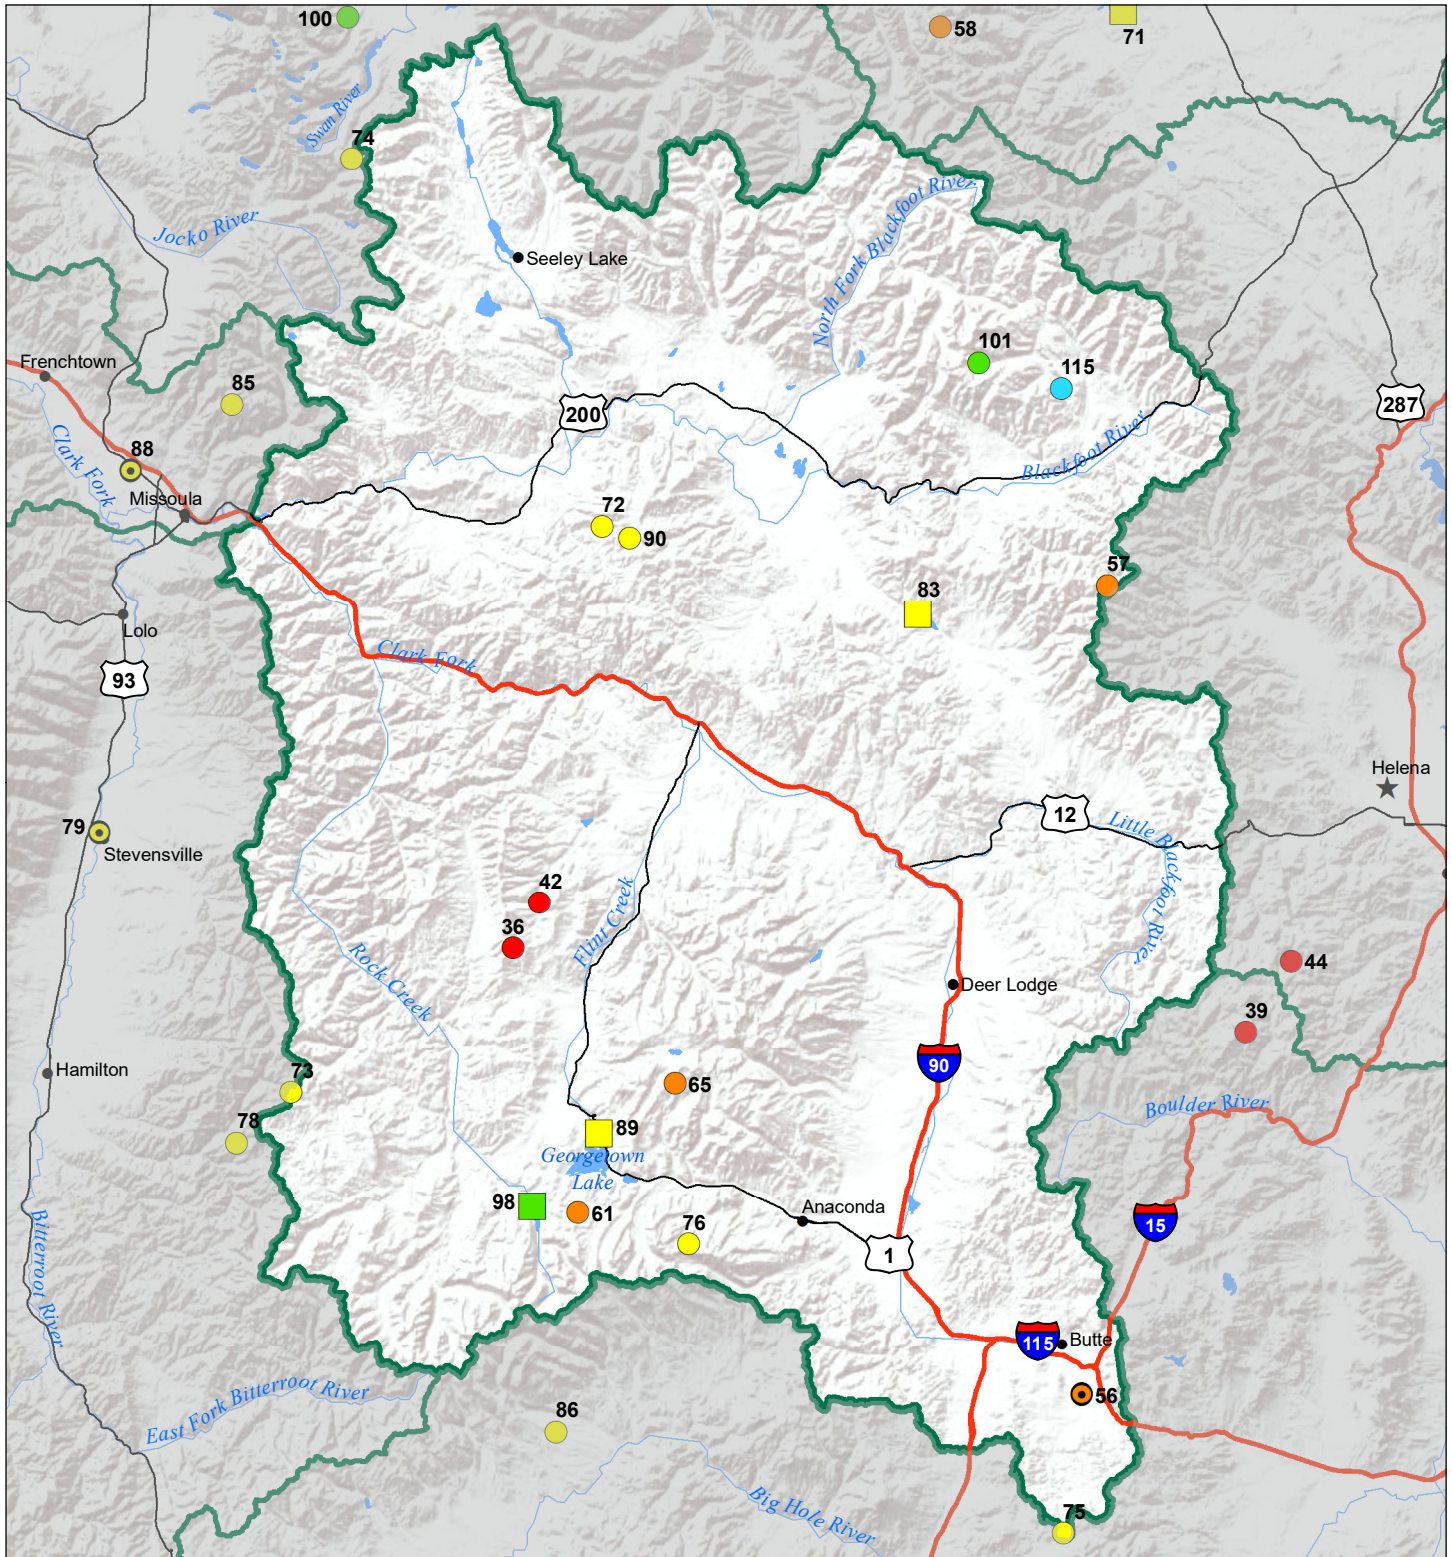 100
58
71
Swan River
74
Jocko River
North Fork Blackfoot River
Seeley Lake
101
115
Frenchtown
85
287
200
Clark Fork
88
Blackfoot River
Missoula
72
90
57
83
Lolo
Clark Fork
93
Helena
12
Little Blackfoot River
79
Stevensville
42
Flint Creek
36
Rock Creek
44
Deer Lodge
39
90
Hamilton
73
65
Boulder River
78
89
Georgetown
Lake
98
61
Anaconda
76
15
1
Bitterroot River
115
Butte
East Fork Bitterroot River
56
86
Big Hole River
75